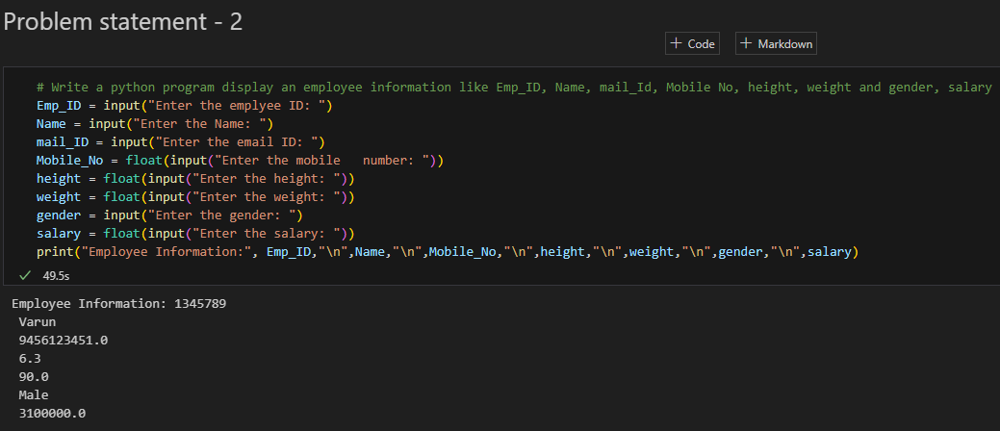 Problem statement - 2
+ Code + Markdown
# Write a python program display an employee information like Emp_ID, Name, mail_Id, Mobile No, height, weight and gender, salary
Emp_ID = input("Enter the emplyee ID: ")
Name = input("Enter the Name: ")
mail_ID = input("Enter the email ID: ")
Mobile_No = float(input("Enter the mobile   number: "))
height = float(input("Enter the height: "))
weight = float(input("Enter the weight: "))
gender = input("Enter the gender: ")
salary = float(input("Enter the salary: "))
print("Employee Information:", Emp_ID,"\n",Name,"\n",Mobile_No,"\n",height,"\n",weight,"\n",gender,"\n",salary)
✓ 49.5s
Employee Information: 1345789
Varun
9456123451.0
6.3
90.0
Male
3100000.0